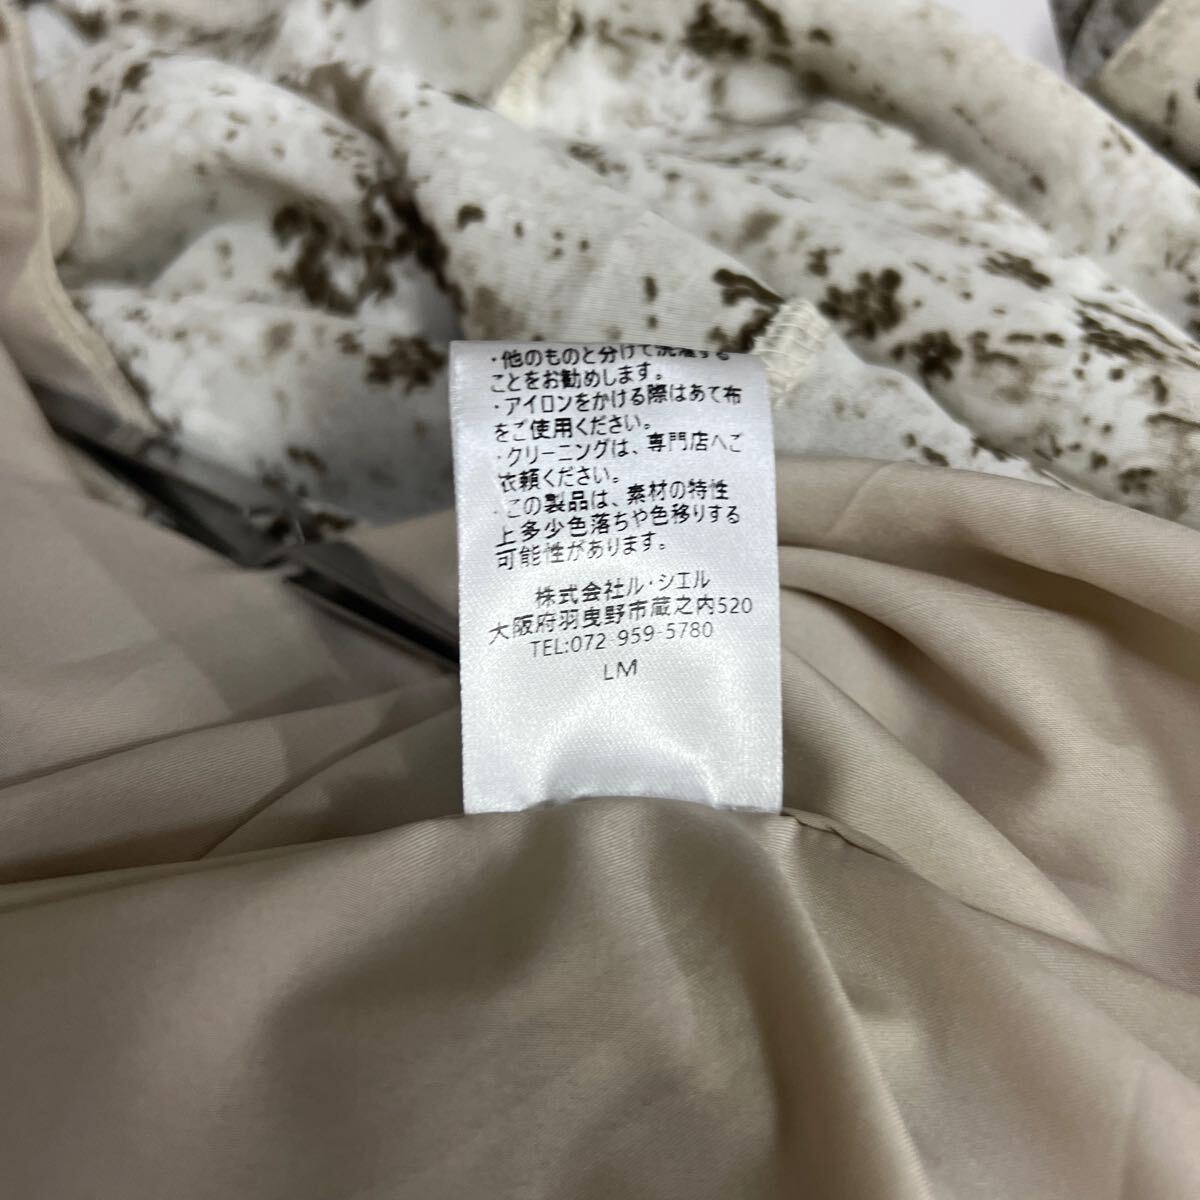 ・他のものと分けて洗濯する
ことをお勧めします。
・アイロンをかける際はあて布
をご使用ください。
・クリーニングは、専門店へご
依頼ください。
・この製品は、素材の特性
上多少色落ちや色移りする
可能性があります。
株式会社ル・シエル
大阪府羽曳野市蔵之内520
TEL:072 959-5780
LM